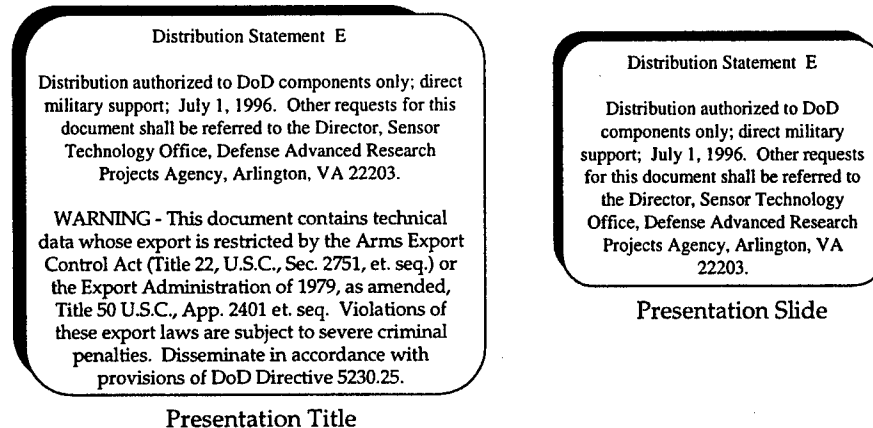 Distribution Statement E
Distribution authorized to DoD components only; direct
military support; July 1, 1996. Other requests for this
document shall be referred to the Director, Sensor
Technology Office, Defense Advanced Research
Projects Agency, Arlington, VA 22203.
WARNING - This document contains technical
data whose export is restricted by the Arms Export
Control Act (Title 22, U.S.C., Sec. 2751, et. seq.) or
the Export Administration of 1979, as amended,
Title 50 U.S.C., App. 2401 et. seq. Violations of
these export laws are subject to severe criminal
penalties. Disseminate in accordance with
provisions of DoD Directive 5230.25.
Presentation Title
Distribution Statement E
Distribution authorized to DoD
components only; direct military
support; July 1, 1996. Other requests
for this document shall be referred to
the Director, Sensor Technology
Office, Defense Advanced Research
Projects Agency, Arlington, VA
22203.
Presentation Slide